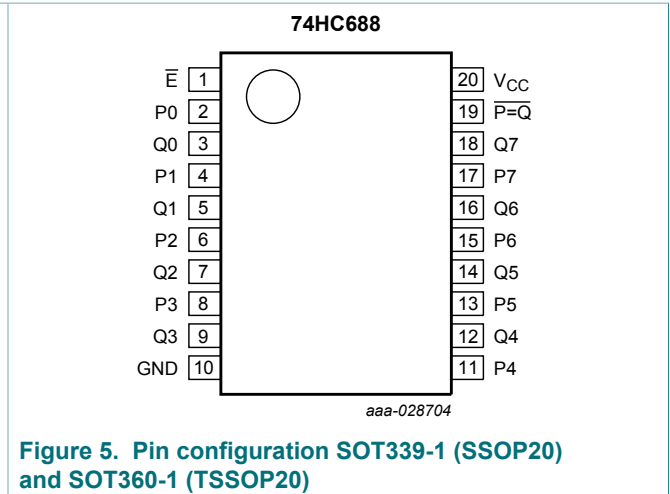 74HC688
E̅ 1
20 VCC
P0 2
19 P̅=̅Q̅
Q0 3
18 Q7
P1 4
17 P7
Q1 5
16 Q6
P2 6
15 P6
Q2 7
14 Q5
P3 8
13 P5
Q3 9
12 Q4
GND 10
11 P4
aaa-028704
Figure 5. Pin configuration SOT339-1 (SSOP20)
and SOT360-1 (TSSOP20)